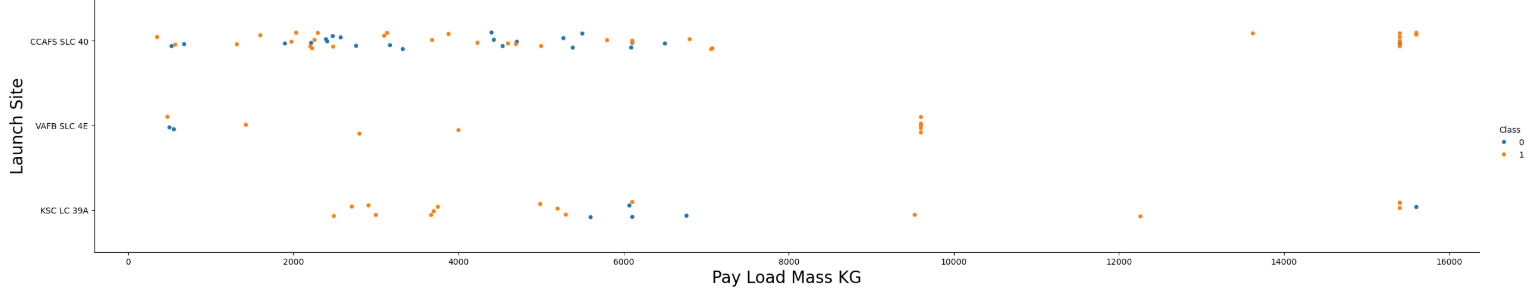 Launch Site
CCAFS SLC 40
VAFB SLC 4E
KSC LC 39A
0 2000 4000 6000 8000 10000 12000 14000 16000
Pay Load Mass KG
Class
0
1